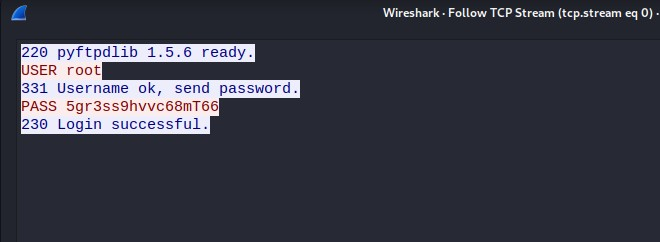 Wireshark · Follow TCP Stream (tcp.stream eq 0) ·
220 pyftpdlib 1.5.6 ready.
USER root
331 Username ok, send password.
PASS 5gr3ss9hvvc68mT66
230 Login successful.